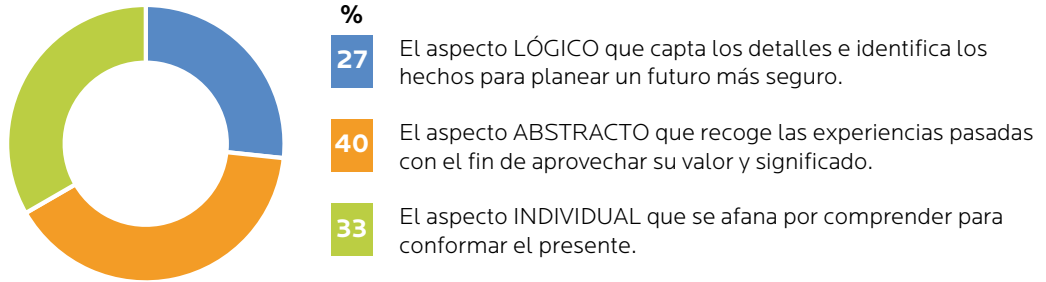 %
27
El aspecto LÓGICO que capta los detalles e identifica los
hechos para planear un futuro más seguro.
40
El aspecto ABSTRACTO que recoge las experiencias pasadas
con el fin de aprovechar su valor y significado.
33
El aspecto INDIVIDUAL que se afana por comprender para
conformar el presente.